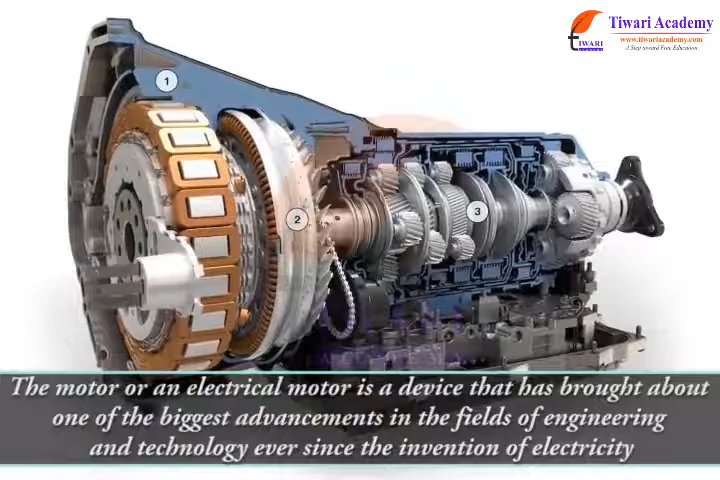 Tiwari Academy
www.tiwariacademy.com
A Step toward Free Education
TIWARI
1
2
3
The motor or an electrical motor is a device that has brought about
one of the biggest advancements in the fields of engineering
and technology ever since the invention of electricity